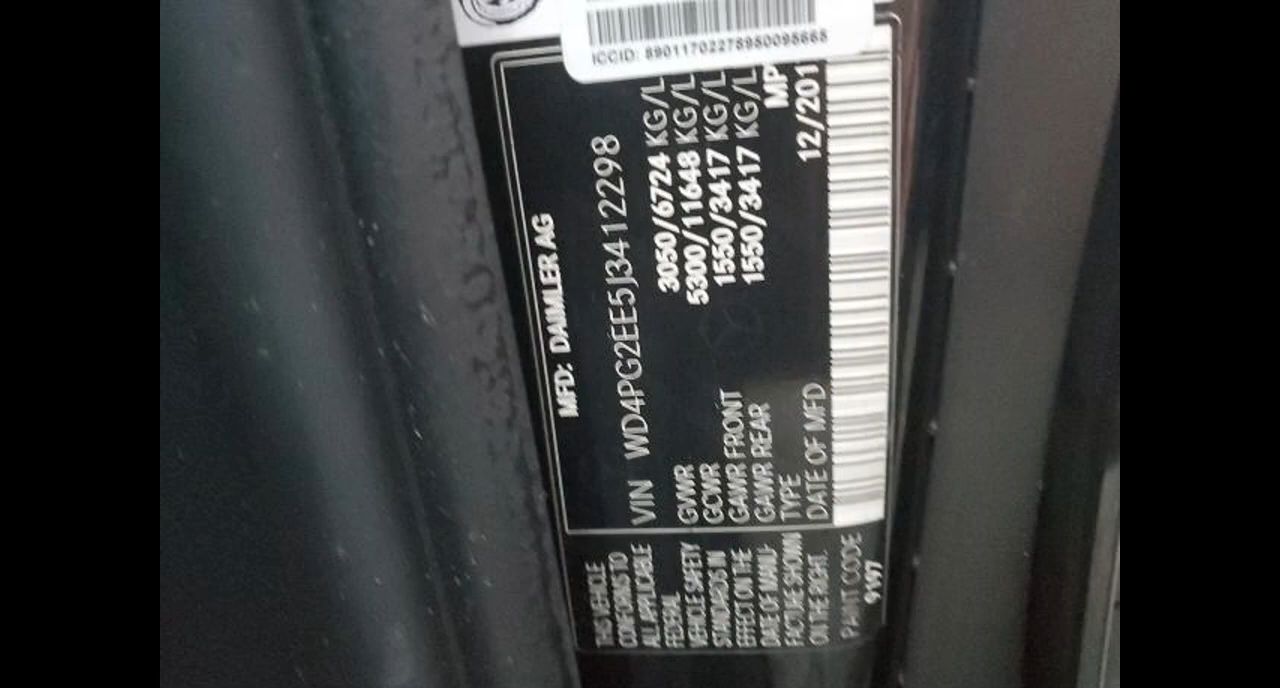 ICCID: 89011702278950095665
MFD: DAIMLER AG
VIN WD4PG2EE5J3412298
GVWR 3050/6724 KG/L
GCWR 5300/11648 KG/L
GAWR FRONT 1550/3417 KG/L
GAWR REAR 1550/3417 KG/L
TYPE MP
DATE OF MFD 12/201
THIS VEHICLE
CONFORMS TO
ALL APPLICABLE
FEDERAL
VEHICLE SAFETY
STANDARDS IN
EFFECT ON THE
DATE OF MANU-
FACTURE SHOWN
ON THE RIGHT.
PAINT CODE
9197